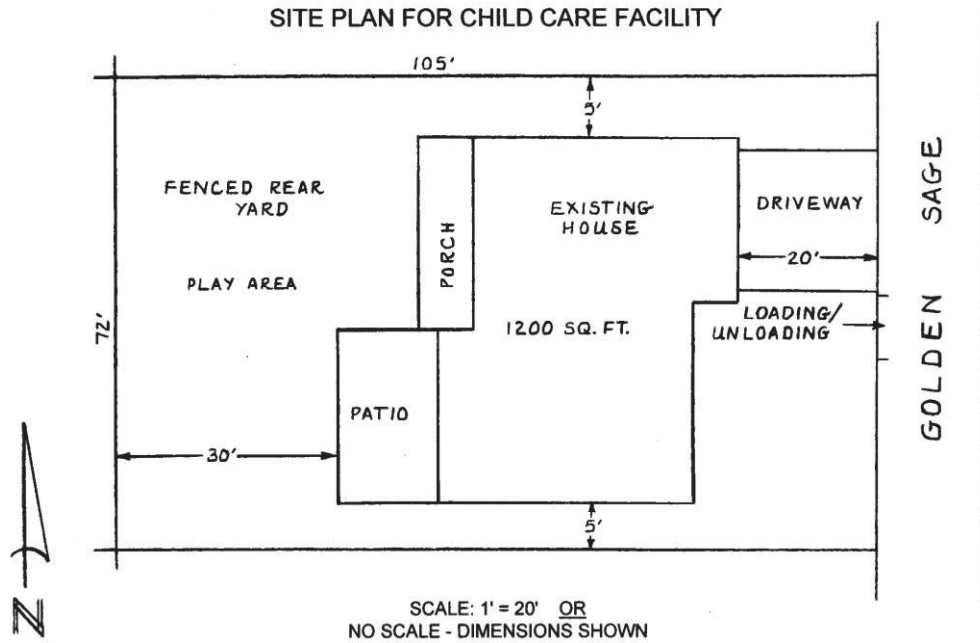 SITE PLAN FOR CHILD CARE FACILITY
105'
5'
FENCED REAR
YARD
PLAY AREA
PORCH
EXISTING
HOUSE
DRIVEWAY
20'
1200 SQ. FT.
LOADING/
UNLOADING
GOLDEN SAGE
72'
PATIO
30'
5'
N
SCALE: 1' = 20' OR
NO SCALE - DIMENSIONS SHOWN